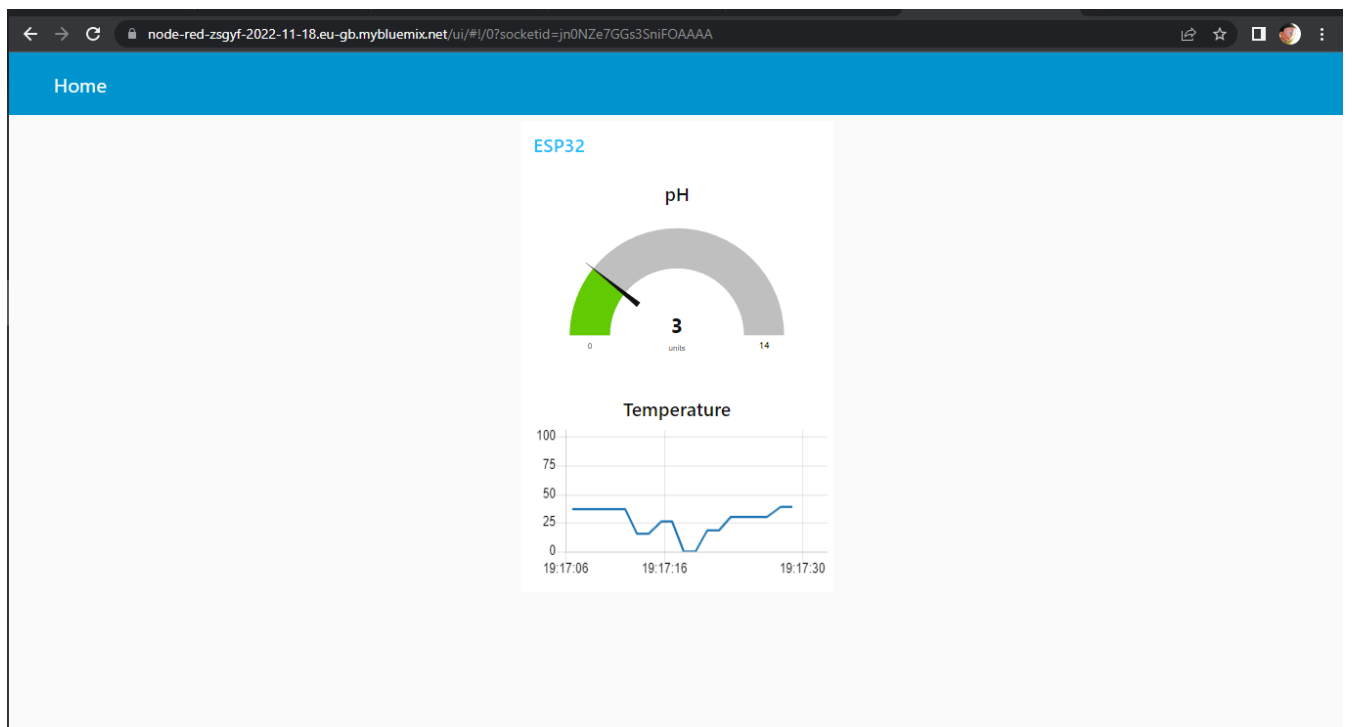 node-red-zsgyf-2022-11-18.eu-gb.mybluemix.net/ui/#!/0?socketid=jn0NZe7GGs3SniFOAAAA
Home
ESP32
pH
3
0 units 14
Temperature
100
75
50
25
0
19:17:06 19:17:16 19:17:30